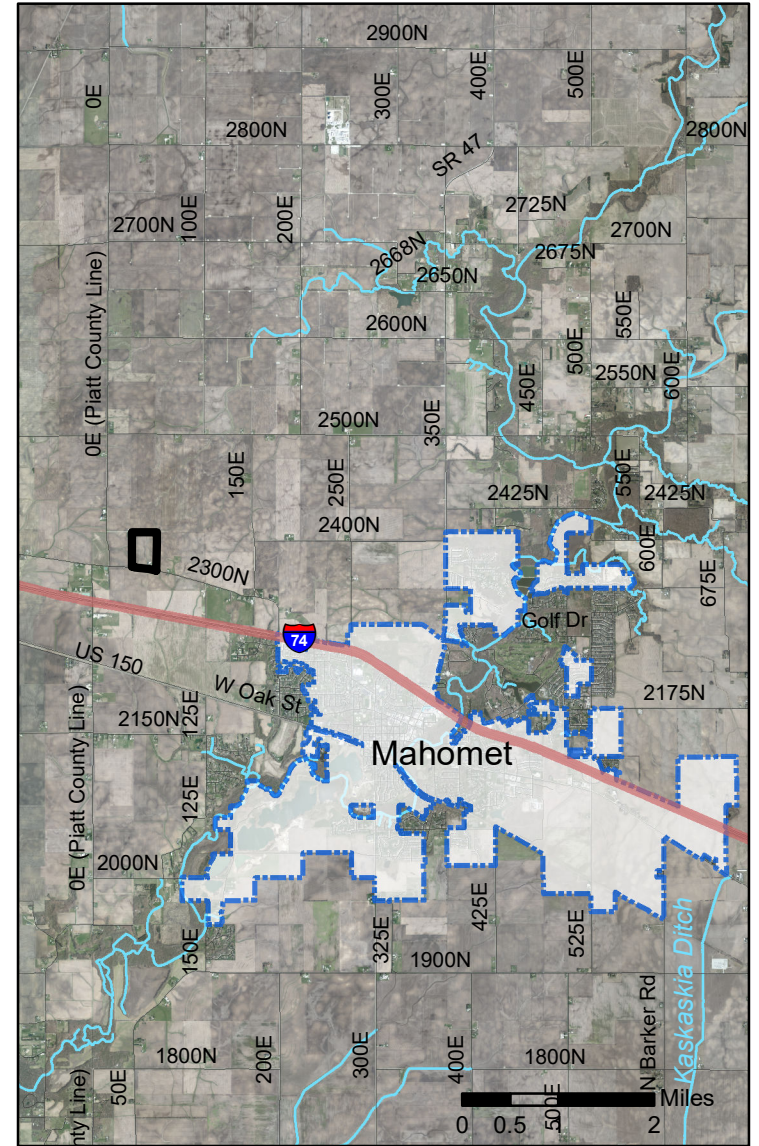 2900N
0E
300E
400E
500E
2800N
2800N
SR 47
2700N
100E
200E
2725N
2700N
2668N
2675N
2650N
0E (Piatt County Line)
2600N
550E
500E
450E
2550N
600E
2500N
350E
150E
250E
2425N
550E
2425N
2400N
2300N
600E
675E
Golf Dr
74
US 150
W Oak St
2175N
2150N
125E
Mahomet
0E (Piatt County Line)
125E
2000N
425E
150E
325E
525E
1900N
Kaskaskia Ditch
N Barker Rd
1800N
200E
300E
400E
1800N
50E
nty Line)
500E
Miles
0 0.5 1 2